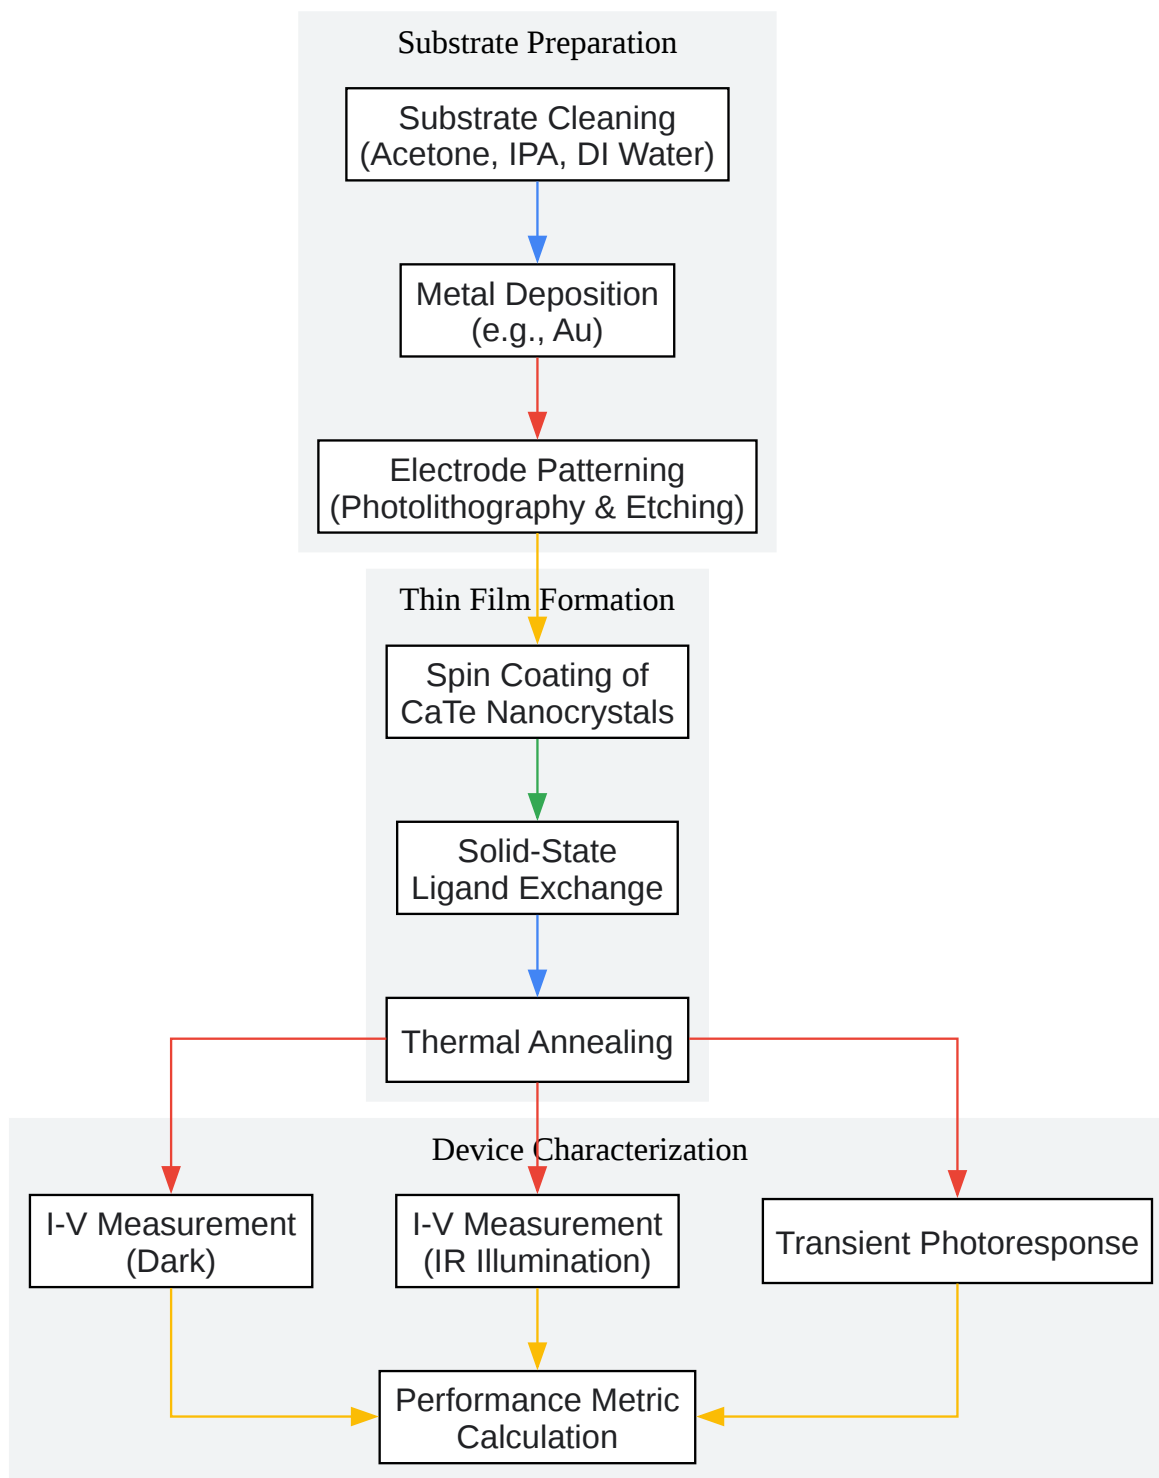 Substrate Preparation
Substrate Cleaning
(Acetone, IPA, DI Water)
Metal Deposition
(e.g., Au)
Electrode Patterning
(Photolithography & Etching)
Thin Film Formation
Spin Coating of
CaTe Nanocrystals
Solid-State
Ligand Exchange
Thermal Annealing
Device Characterization
I-V Measurement
(Dark)
I-V Measurement
(IR Illumination)
Transient Photoresponse
Performance Metric
Calculation